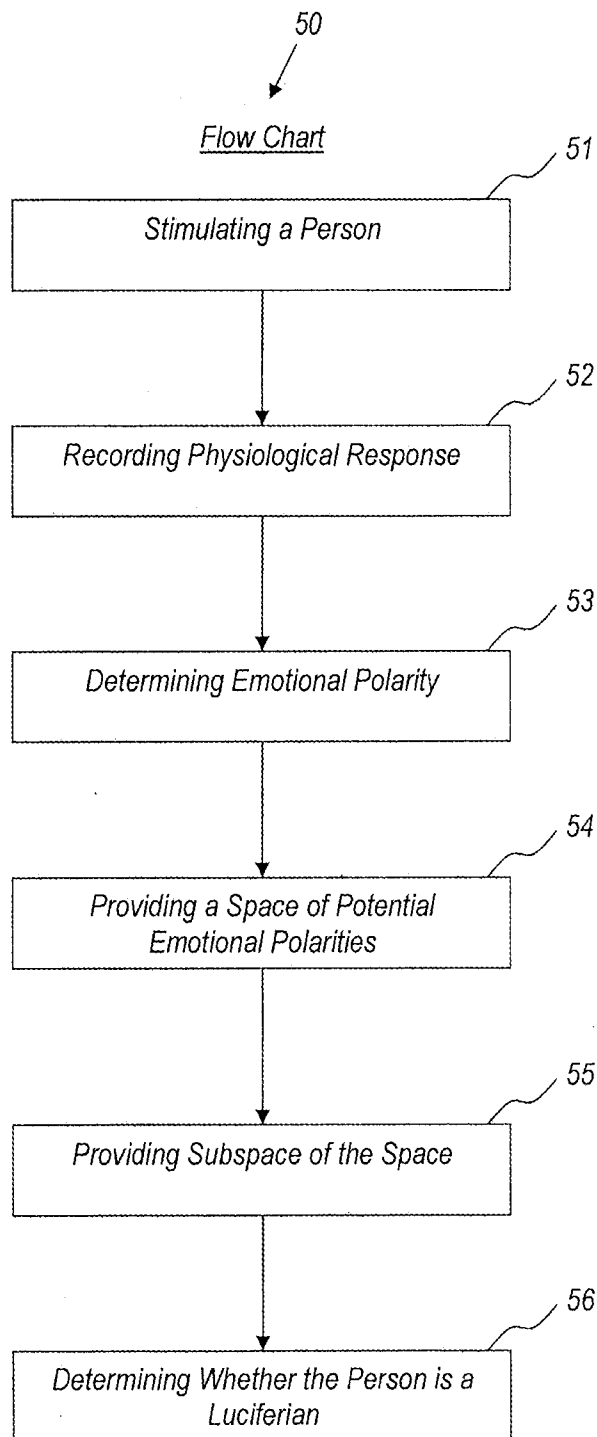 50
Flow Chart
51
Stimulating a Person
52
Recording Physiological Response
53
Determining Emotional Polarity
54
Providing a Space of Potential
Emotional Polarities
55
Providing Subspace of the Space
56
Determining Whether the Person is a
Luciferian